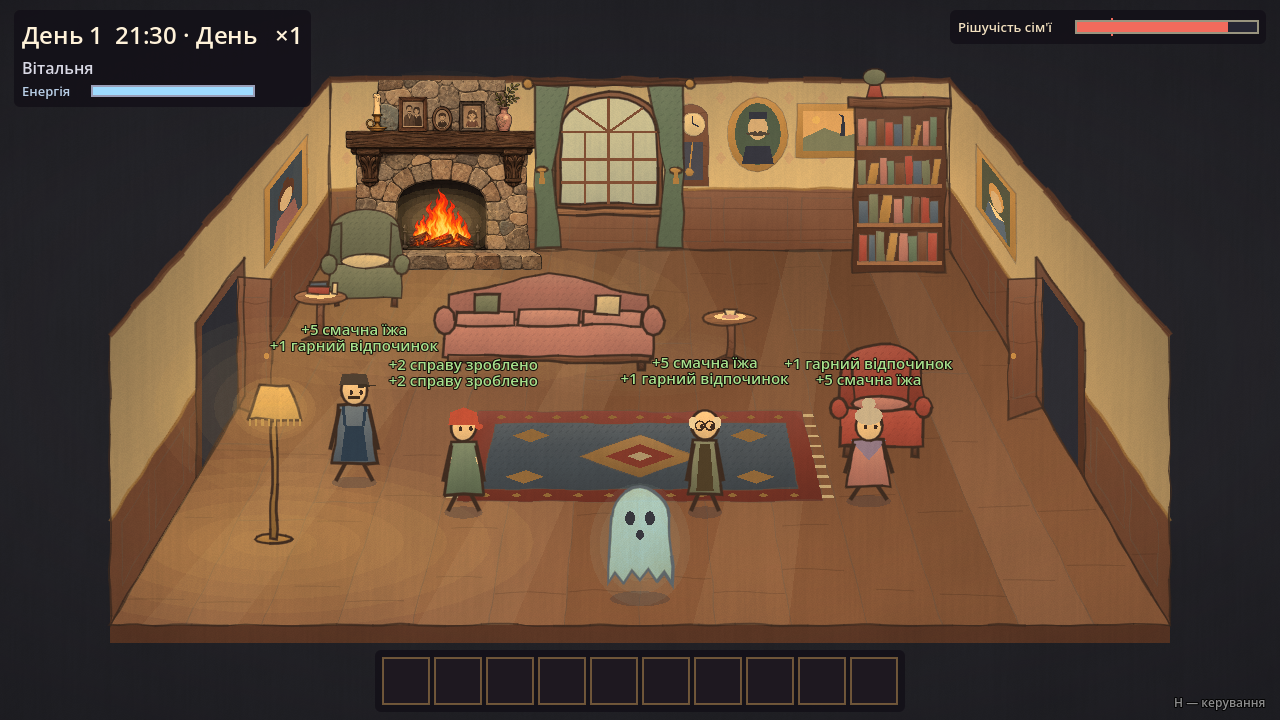 День 1 21:30 · День ×1
Вітальня
Енергія
Рішучість сім'ї
+5 смачна їжа
+1 гарний відпочинок
+2 справу зроблено
+2 справу зроблено
+5 смачна їжа
+1 гарний відпочинок
+1 гарний відпочинок
+5 смачна їжа
H — керування